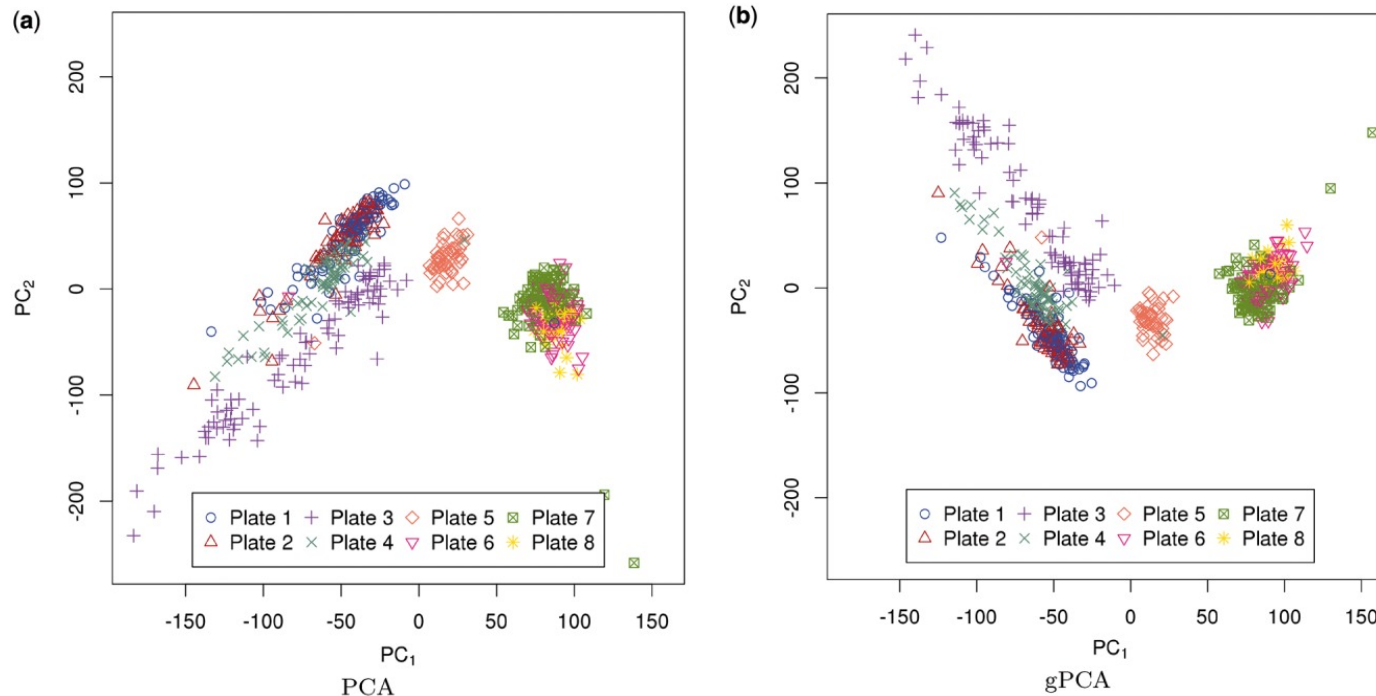 (a)
PC₂
200
100
0
-100
-200
Plate 1 Plate 3 Plate 5 Plate 7
Plate 2 Plate 4 Plate 6 Plate 8
-150 -100 -50 0 50 100 150
PC₁
PCA
(b)
PC₂
200
100
0
-100
-200
Plate 1 Plate 3 Plate 5 Plate 7
Plate 2 Plate 4 Plate 6 Plate 8
-150 -100 -50 0 50 100 150
PC₁
gPCA